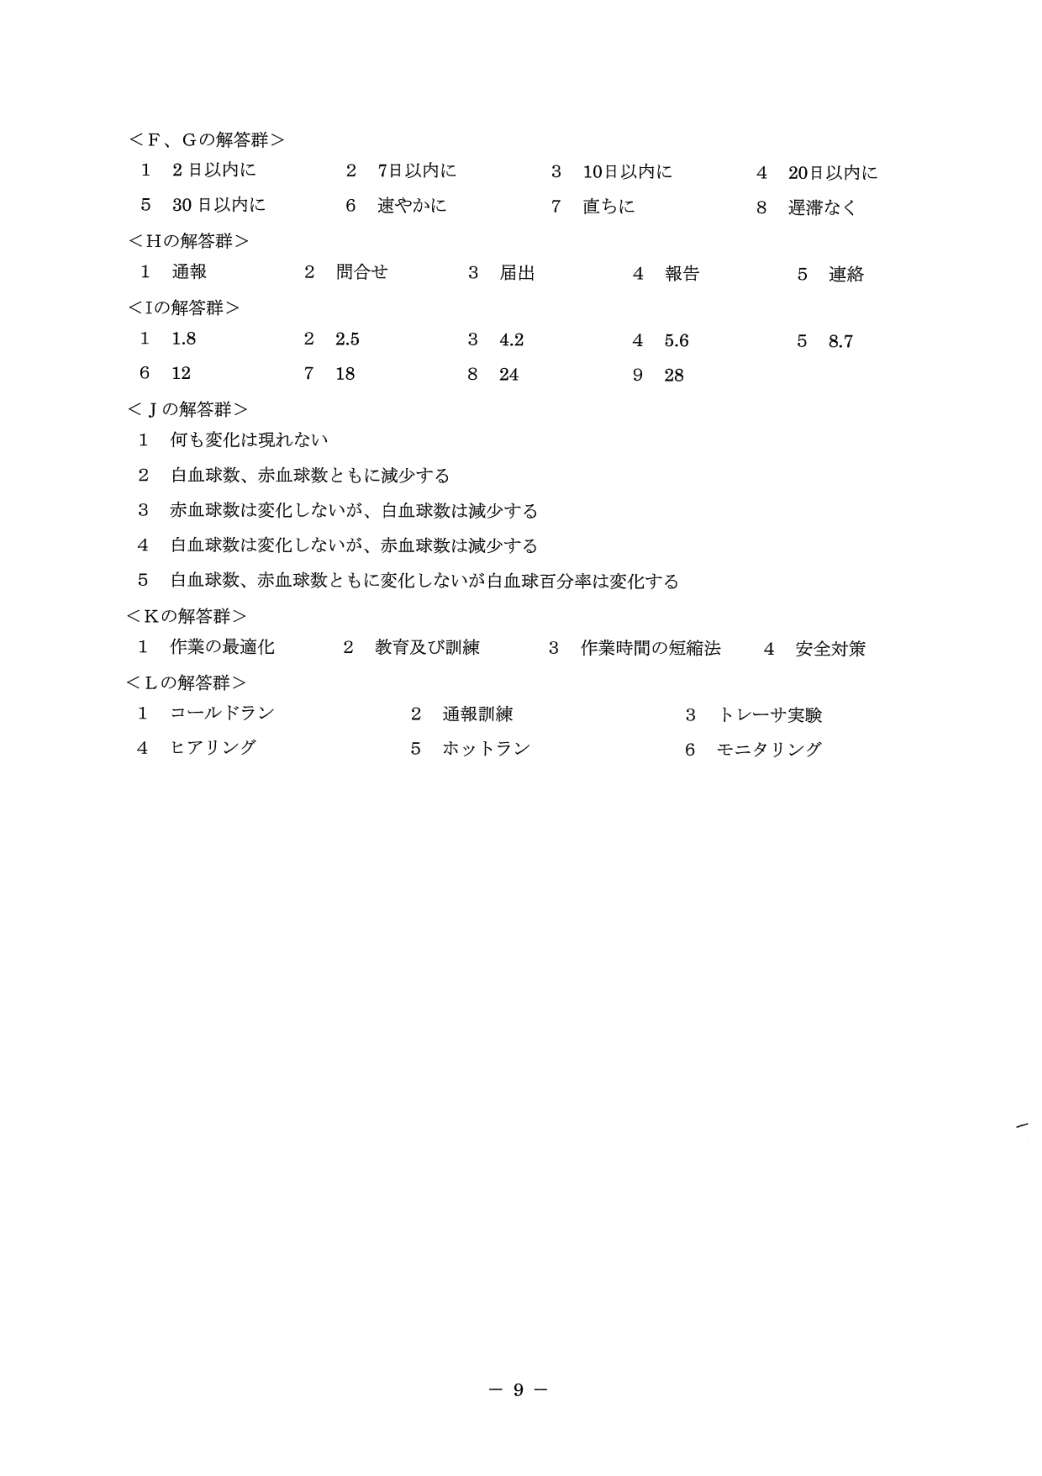 ＜F、Gの解答群＞
1 2日以内に 2 7日以内に 3 10日以内に 4 20日以内に
5 30日以内に 6 速やかに 7 直ちに 8 遅滞なく
＜Hの解答群＞
1 通報 2 問合せ 3 届出 4 報告 5 連絡
＜Iの解答群＞
1 1.8 2 2.5 3 4.2 4 5.6 5 8.7
6 12 7 18 8 24 9 28
＜Jの解答群＞
1 何も変化は現れない
2 白血球数、赤血球数ともに減少する
3 赤血球数は変化しないが、白血球数は減少する
4 白血球数は変化しないが、赤血球数は減少する
5 白血球数、赤血球数ともに変化しないが白血球百分率は変化する
＜Kの解答群＞
1 作業の最適化 2 教育及び訓練 3 作業時間の短縮法 4 安全対策
＜Lの解答群＞
1 コールドラン 2 通報訓練 3 トレーサ実験
4 ヒアリング 5 ホットラン 6 モニタリング
－ 9 －